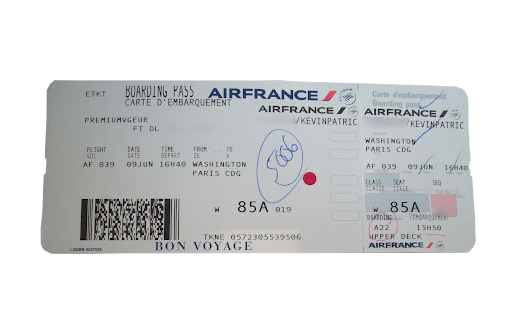 ETKT BOARDING PASS AIRFRANCE
CARTE D'EMBARQUEMENT
AIRFRANCE
PREMIUMVGEUR /KEVINPATRIC
FT DL
FLIGHT DATE TIME FROM ... TO
VOL DATE DEPART DE A
AF 039 09JUN 16H40 WASHINGTON
PARIS CDG
W 85A 019
TKNE 0572305539506
BON VOYAGE
Carte d'embarquement
Boarding pass
AIRFRANCE
/KEVINPATRIC
WASHINGTON
PARIS CDG
AF 039 09JUN 16H40
CLASS SEAT SEQ
CLASSE SIEGE
W 85A
BOARDING /EMBARQUEMENT
A22 15H50
UPPER DECK
AIRFRANCE